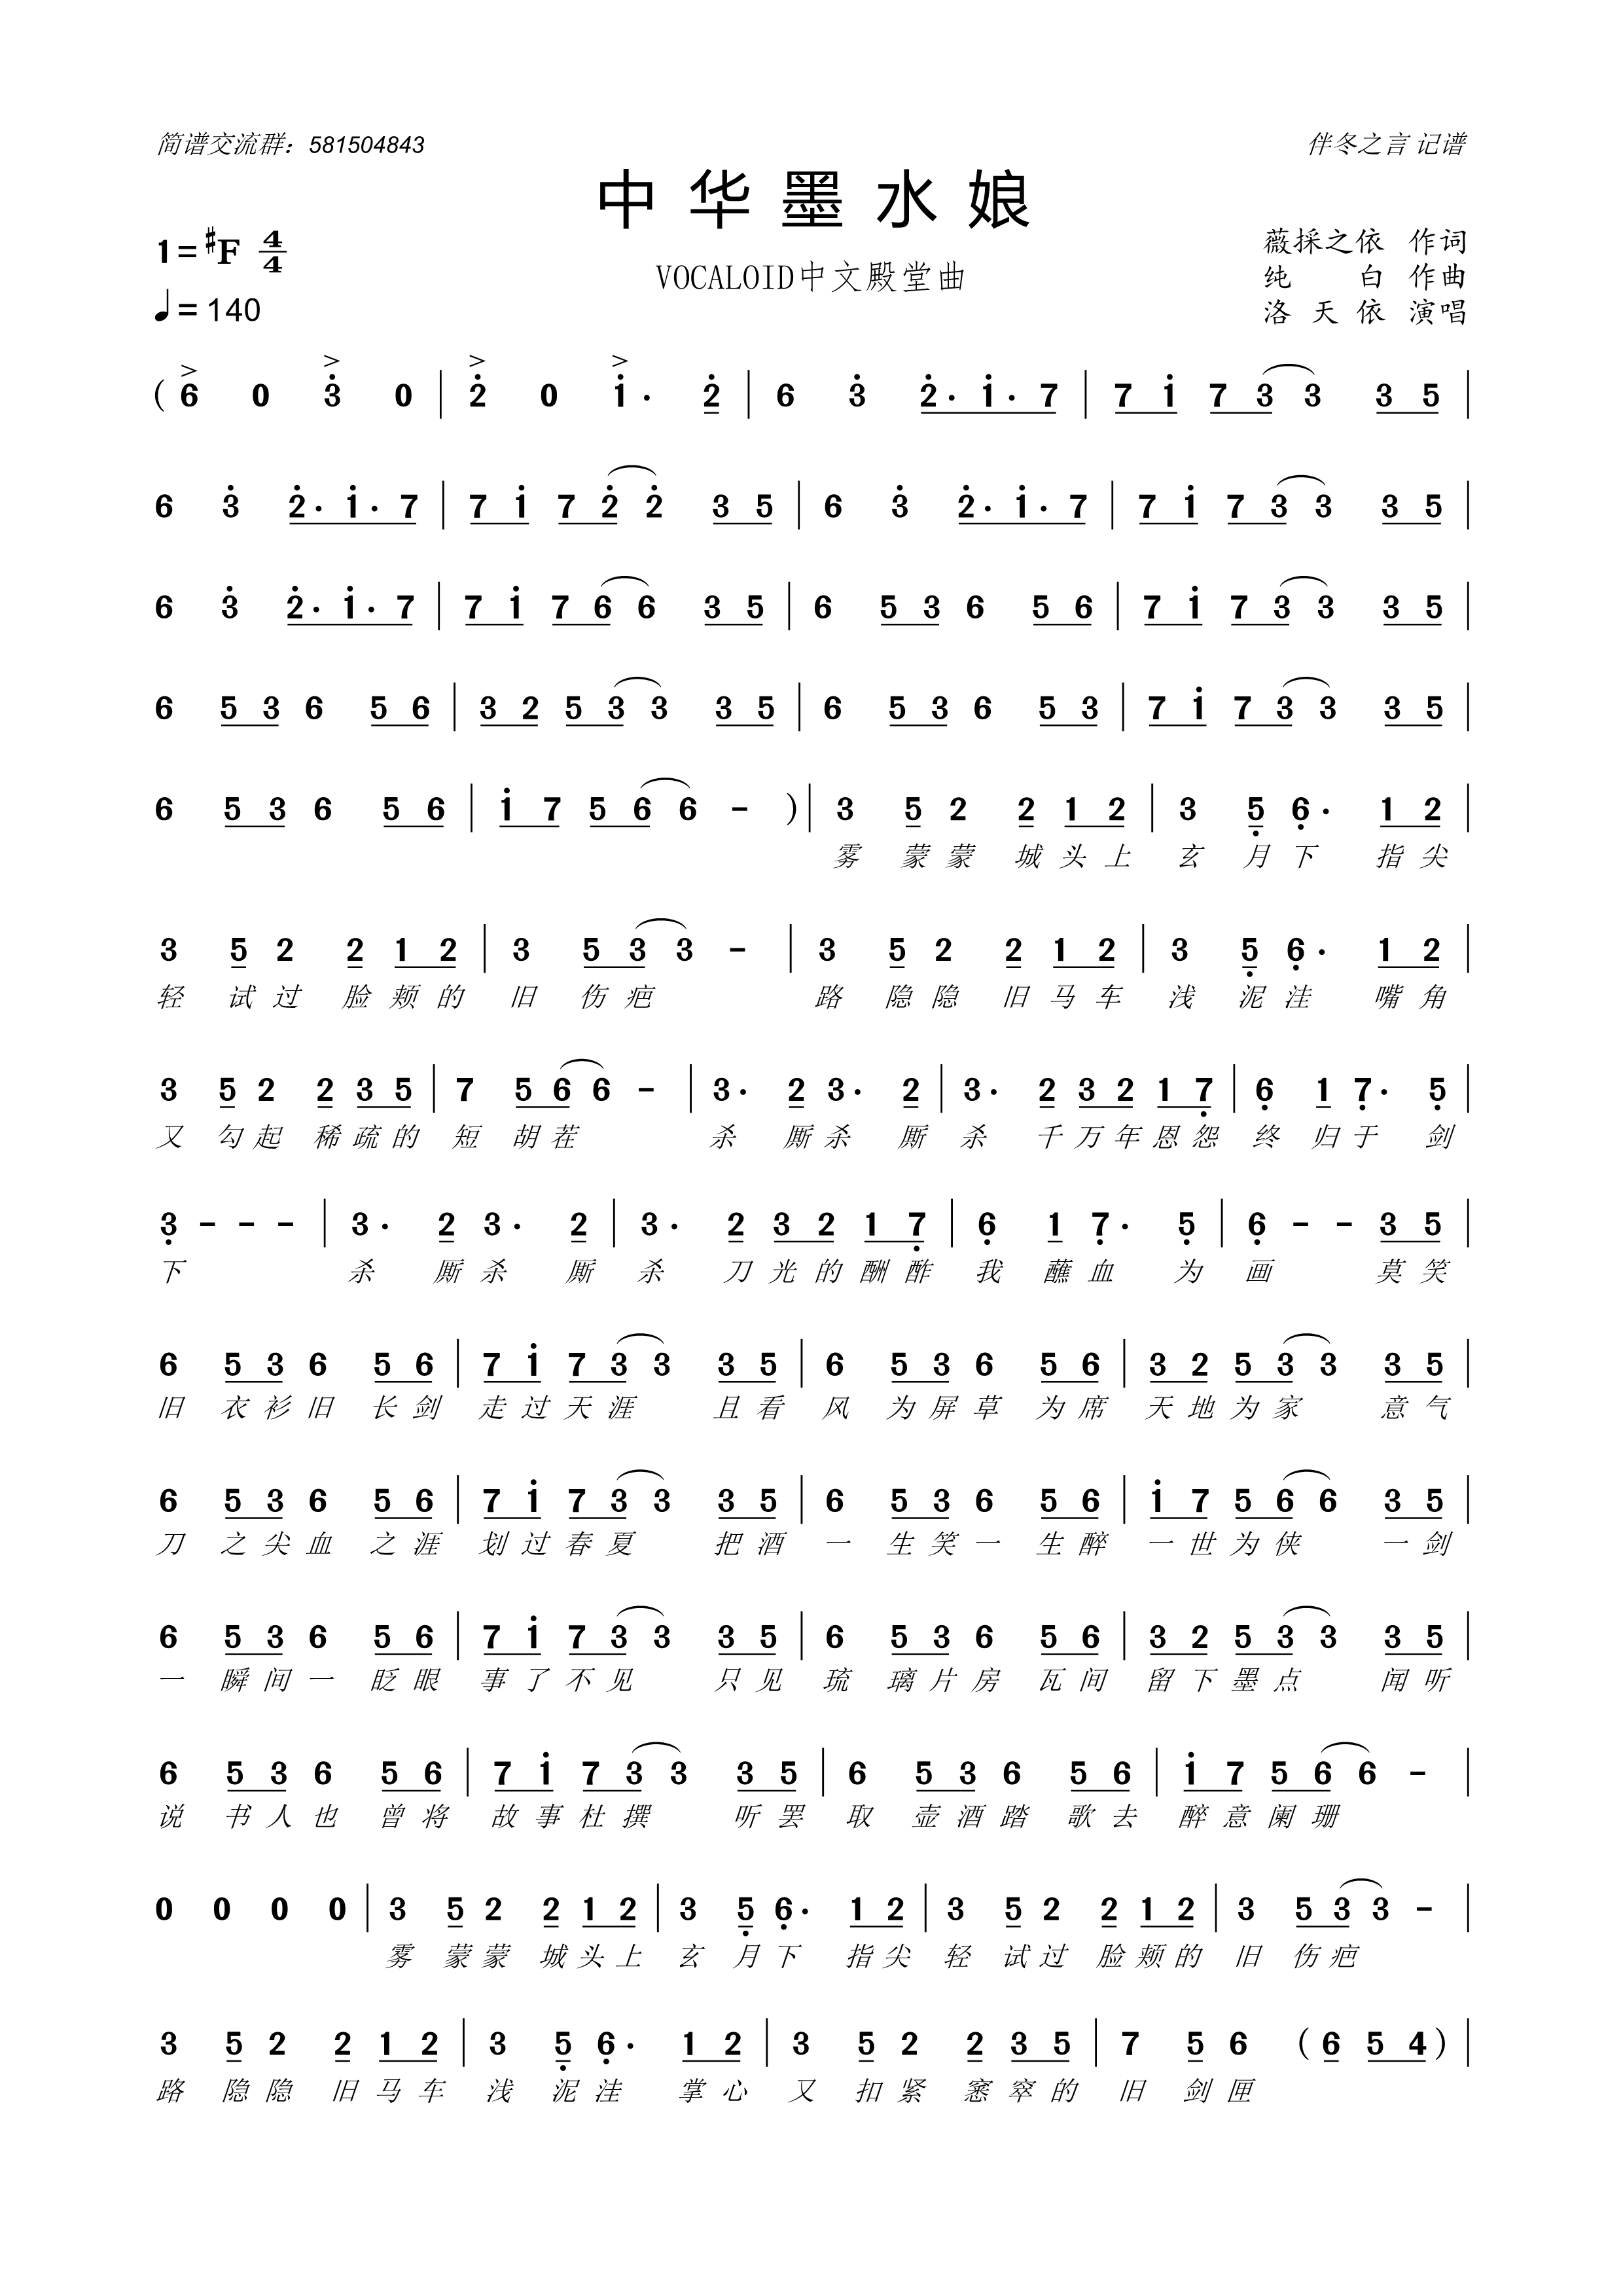 简谱交流群：581504843
伴冬之言 记谱
中华墨水娘
1=#F 4/4
♩=140
VOCALOID中文殿堂曲
薇採之依 作词
纯白 作曲
洛天依 演唱
( 6 0 3̇ 0 | 2̇ 0 1̇· 2̇ | 6 3̇ 2̇· 1̇· 7 | 7 1̇ 7 3 3 3 5 |
6 3̇ 2̇· 1̇· 7 | 7 1̇ 7 2̇ 2̇ 3 5 | 6 3̇ 2̇· 1̇· 7 | 7 1̇ 7 3 3 3 5 |
6 3̇ 2̇· 1̇· 7 | 7 1̇ 7 6 6 3 5 | 6 5 3 6 5 6 | 7 1̇ 7 3 3 3 5 |
6 5 3 6 5 6 | 3 2 5 3 3 3 5 | 6 5 3 6 5 3 | 7 1̇ 7 3 3 3 5 |
6 5 3 6 5 6 | 1̇ 7 5 6 6 - ) | 3 5 2 2 1 2 | 3 5̣ 6̣· 1 2 |
雾 蒙蒙 城头上 玄 月下 指尖
3 5 2 2 1 2 | 3 5 3 3 - | 3 5 2 2 1 2 | 3 5̣ 6̣· 1 2 |
轻 试过 脸颊的 旧 伤疤 路 隐隐 旧马车 浅 泥洼 嘴角
3 5 2 2 3 5 | 7 5 6 6 - | 3· 2 3· 2 | 3· 2 3 2 1 7̣ | 6̣ 1 7̣· 5̣ |
又 勾起 稀疏的 短 胡茬 杀 厮杀 厮 杀 千万年恩怨 终 归于 剑
3̣ - - - | 3· 2 3· 2 | 3· 2 3 2 1 7̣ | 6̣ 1 7̣· 5̣ | 6̣ - - 3 5 |
下 杀 厮杀 厮 杀 刀光的酬酢 我 蘸血 为 画 莫笑
6 5 3 6 5 6 | 7 1̇ 7 3 3 3 5 | 6 5 3 6 5 6 | 3 2 5 3 3 3 5 |
旧 衣衫旧 长剑 走过天涯 且看 风 为屏草 为席 天地为家 意气
6 5 3 6 5 6 | 7 1̇ 7 3 3 3 5 | 6 5 3 6 5 6 | 1̇ 7 5 6 6 3 5 |
刀 之尖血 之涯 划过春夏 把酒 一 生笑一 生醉 一世为侠 一剑
6 5 3 6 5 6 | 7 1̇ 7 3 3 3 5 | 6 5 3 6 5 6 | 3 2 5 3 3 3 5 |
一 瞬间一 眨眼 事了不见 只见 琉 璃片房 瓦间 留下墨点 闻听
6 5 3 6 5 6 | 7 1̇ 7 3 3 3 5 | 6 5 3 6 5 6 | 1̇ 7 5 6 6 - |
说 书人也 曾将 故事杜撰 听罢 取 壶酒踏 歌去 醉意阑珊
0 0 0 0 | 3 5 2 2 1 2 | 3 5̣ 6̣· 1 2 | 3 5 2 2 1 2 | 3 5 3 3 - |
雾 蒙蒙 城头上 玄 月下 指尖 轻 试过 脸颊的 旧 伤疤
3 5 2 2 1 2 | 3 5̣ 6̣· 1 2 | 3 5 2 2 3 5 | 7 5 6 ( 6 5 4 ) |
路 隐隐 旧马车 浅 泥洼 掌心 又 扣紧 窸窣的 旧 剑匣